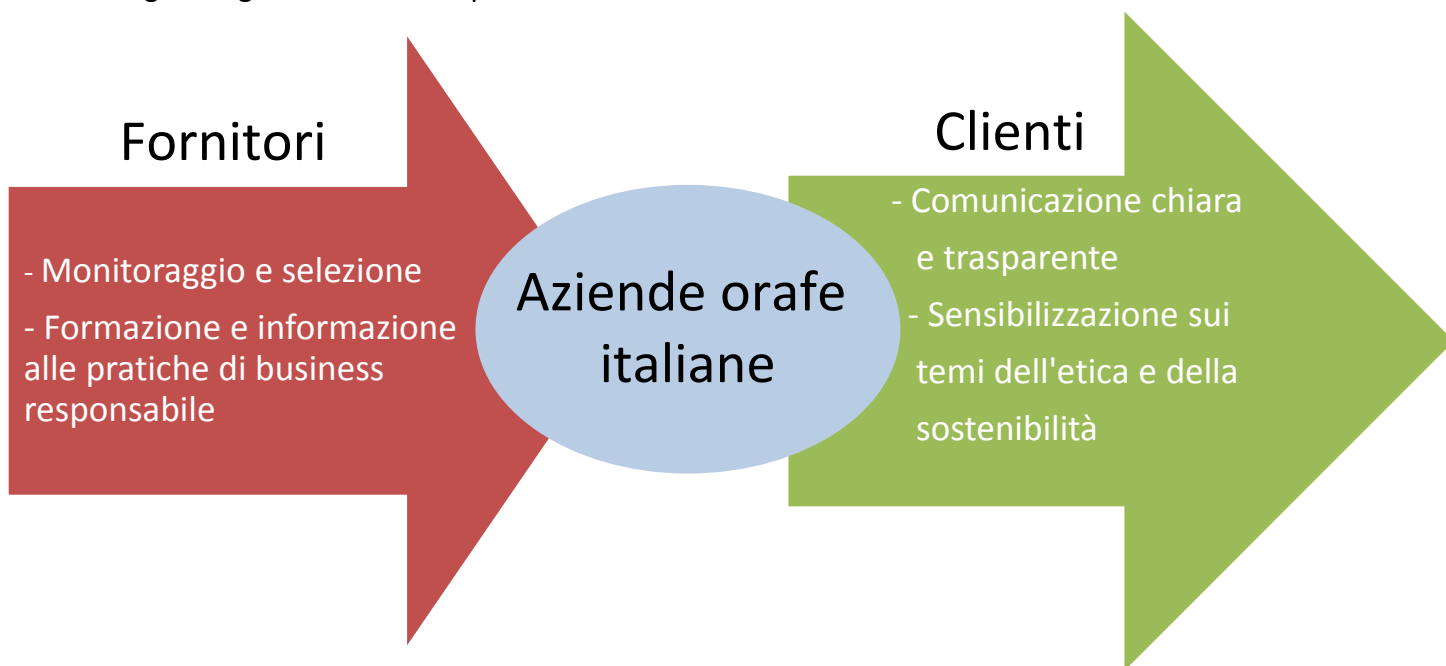 Fornitori
- Monitoraggio e selezione
- Formazione e informazione
alle pratiche di business
responsabile
Aziende orafe
italiane
Clienti
- Comunicazione chiara
e trasparente
- Sensibilizzazione sui
temi dell'etica e della
sostenibilità